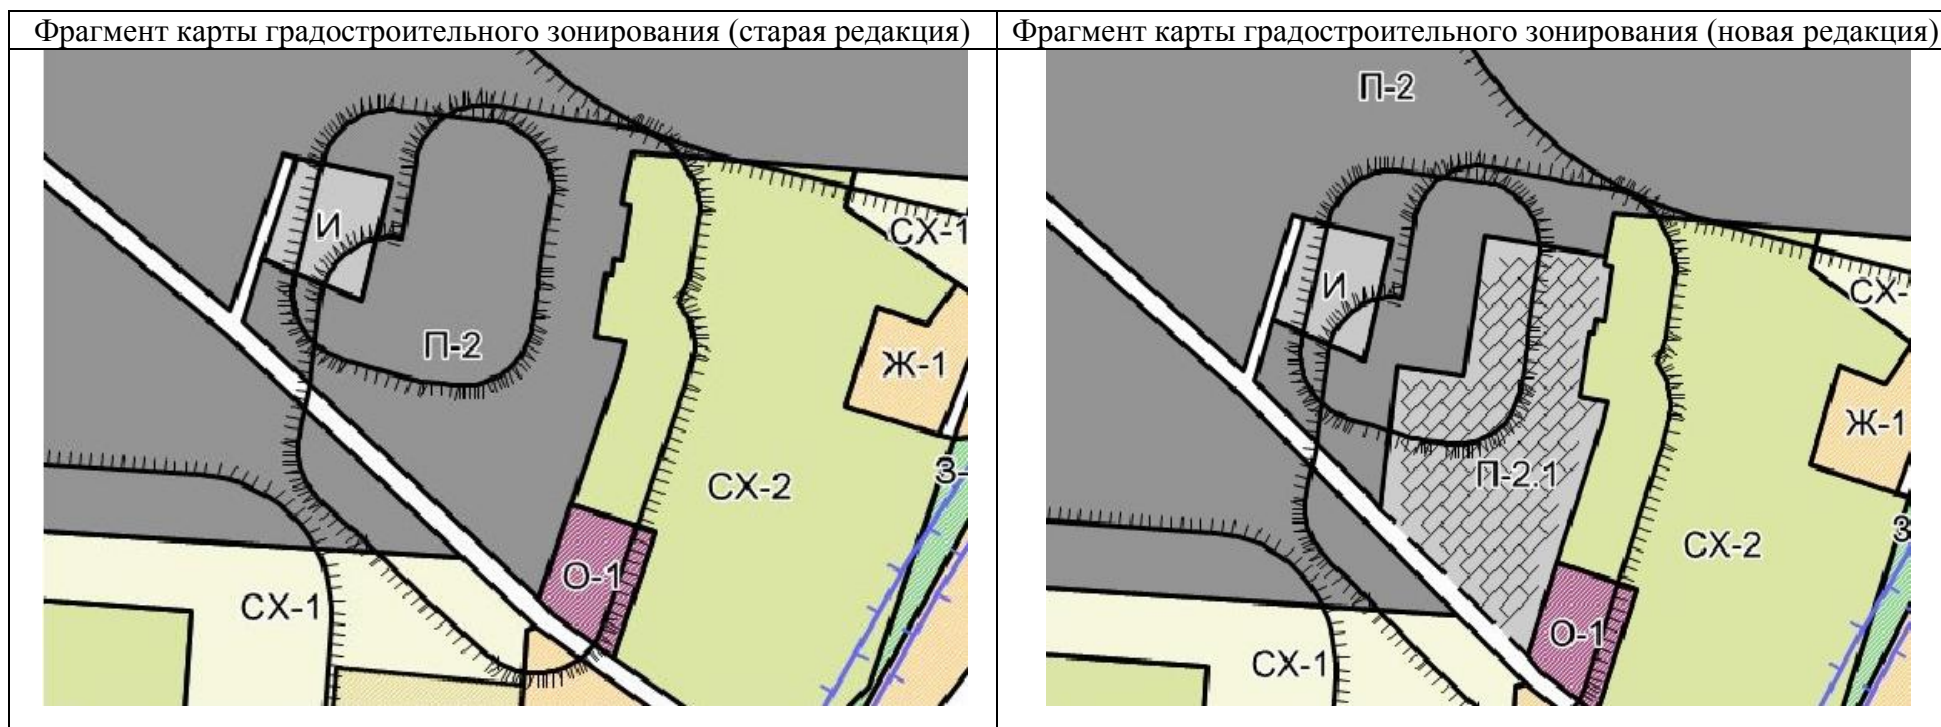 Фрагмент карты градостроительного зонирования (старая редакция)
Фрагмент карты градостроительного зонирования (новая редакция)
И
П-2
СХ-1
Ж-1
З-
СХ-2
О-1
СХ-1
П-2
И
СХ-
Ж-1
П-2.1
З
СХ-2
О-1
СХ-1